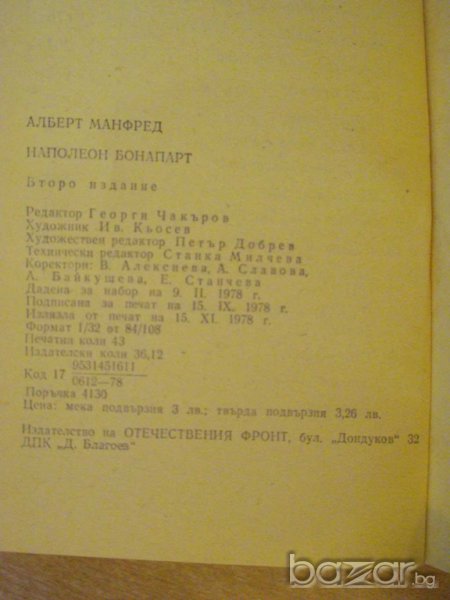 АЛБЕРТ МАНФРЕД
НАПОЛЕОН БОНАПАРТ
Второ издание
Редактор Георги Чакъров
Художник Ив. Кьосев
Художествен редактор Петър Добрев
Технически редактор Станка Милчева
Коректори: В. Алексиева, А. Славова,
А. Байкушева, Е. Станчева
Дадена за набор на 9. II. 1978 г.
Подписана за печат на 15. IX. 1978 г.
Излязла от печат на 15. XI. 1978 г.
Формат 1/32 от 84/108
Печатни коли 43
Издателски коли 36,12
Код 17 9531451611
0612—78
Поръчка 4130
Цена: мека подвързия 3 лв.; твърда подвързия 3,26 лв.
Издателство на ОТЕЧЕСТВЕНИЯ ФРОНТ, бул. „Дондуков“ 32
ДПК „Д. Благоев“
bazar.bg